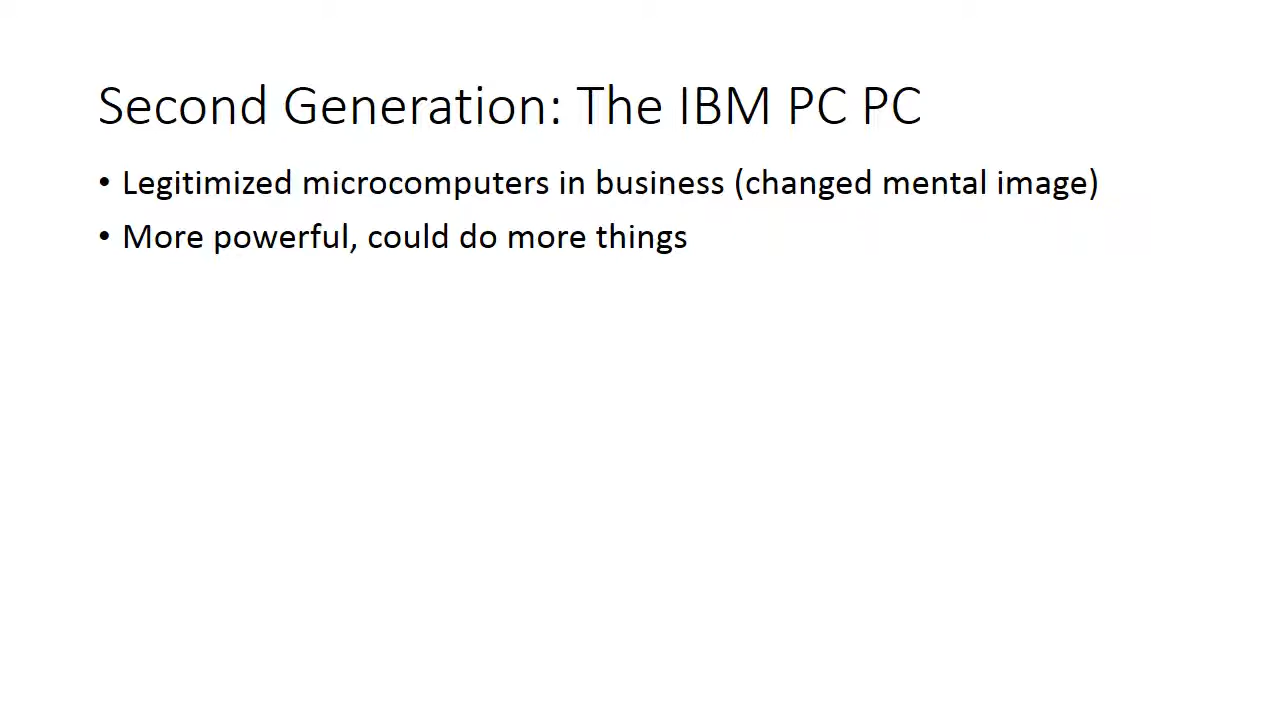 Second Generation: The IBM PC PC
• Legitimized microcomputers in business (changed mental image)
• More powerful, could do more things